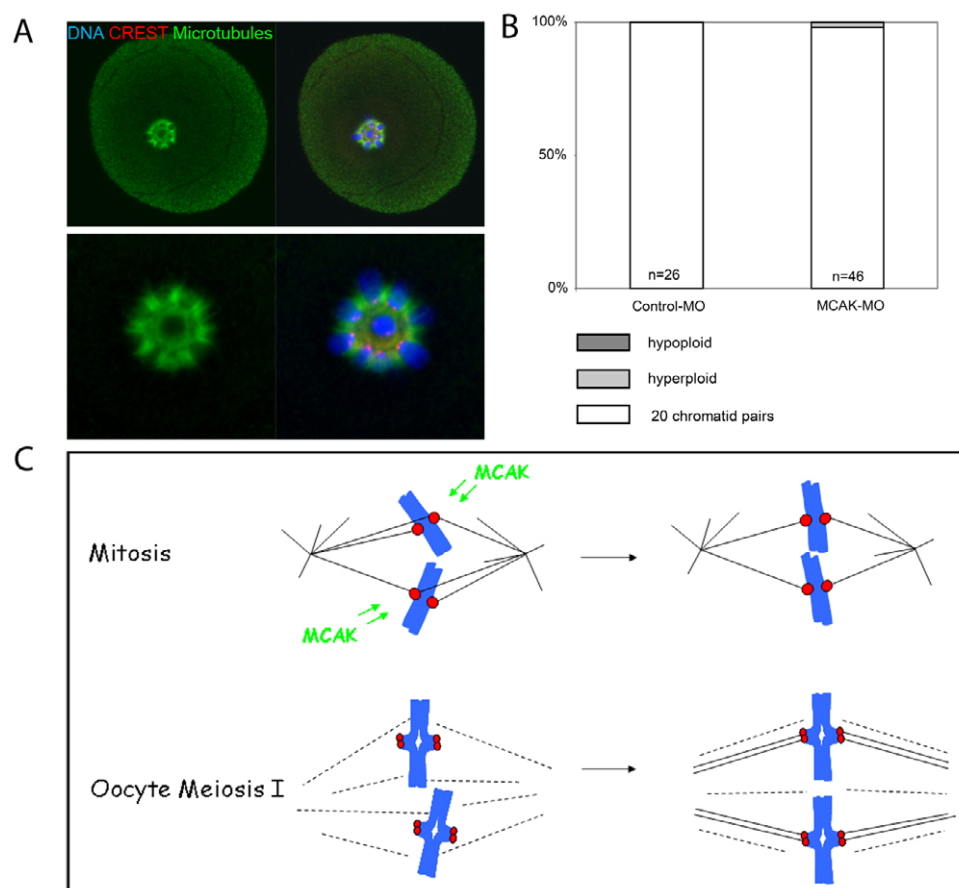 A
DNA CREST Microtubules
B
100%
50%
0%
n=26
n=46
Control-MO
MCAK-MO
hypoploid
hyperploid
20 chromatid pairs
C
MCAK
Mitosis
MCAK
Oocyte Meiosis I